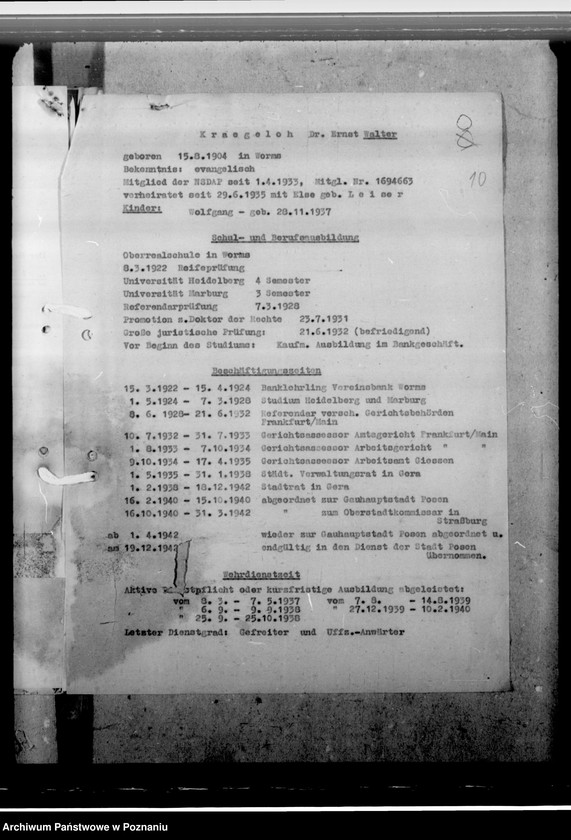 K r a e g e l o h  Dr. Ernst Walter
10
geboren 15.8.1904 in Worms
Bekenntnis: evangelisch
Mitglied der NSDAP seit 1.4.1933, Mitgl. Nr. 1694663
verheiratet seit 29.6.1935 mit Else geb. L e i s e r
Kinder: Wolfgang - geb. 28.11.1937
Schul- und Berufsausbildung
Oberrealschule in Worms
8.3.1922 Reifeprüfung
Universität Heidelberg 4 Semester
Universität Marburg 3 Semester
Referendarprüfung 7.3.1928
Promotion z.Doktor der Rechte 23.7.1931
Große juristische Prüfung: 21.6.1932 (befriedigend)
Vor Beginn des Studiums: Kaufm. Ausbildung im Bankgeschäft.
Beschäftigungszeiten
15. 3.1922 - 15. 4.1924 Banklehrling Vereinsbank Worms
1. 5.1924 - 7. 3.1928 Studium Heidelberg und Marburg
8. 6. 1928- 21. 6.1932 Referendar versch. Gerichtsbehörden
Frankfurt/Main
10. 7.1932 - 31. 7.1933 Gerichtsassessor Amtsgericht Frankfurt/Main
1. 8.1933 - 7.10.1934 Gerichtsassessor Arbeitsgericht " "
9.10.1934 - 17. 4.1935 Gerichtsassessor Arbeitsamt Giessen
1. 5.1935 - 31. 1.1938 Städt. Verwaltungsrat in Gera
1. 2.1938 - 18.12.1942 Stadtrat in Gera
16. 2.1940 - 15.10.1940 abgeordnet zur Gauhauptstadt Posen
16.10.1940 - 31. 3.1942 " zum Oberstadtkommissar in
Straßburg
ab 1. 4.1942 wieder zur Gauhauptstadt Posen abgeordnet u.
am 19.12.1942 endgültig in den Dienst der Stadt Posen
übernommen.
Wehrdienstzeit
Aktive pflicht oder kurzfristige Ausbildung abgeleistet:
vom 8. 3. - 7. 5.1937 vom 7. 8. - 14.8.1939
" 6. 9. - 9. 9.1938 " 27.12.1939 - 10.2.1940
" 25. 9. - 25.10.1938
Letzter Dienstgrad: Gefreiter und Uffz.-Anwärter
Archiwum Państwowe w Poznaniu